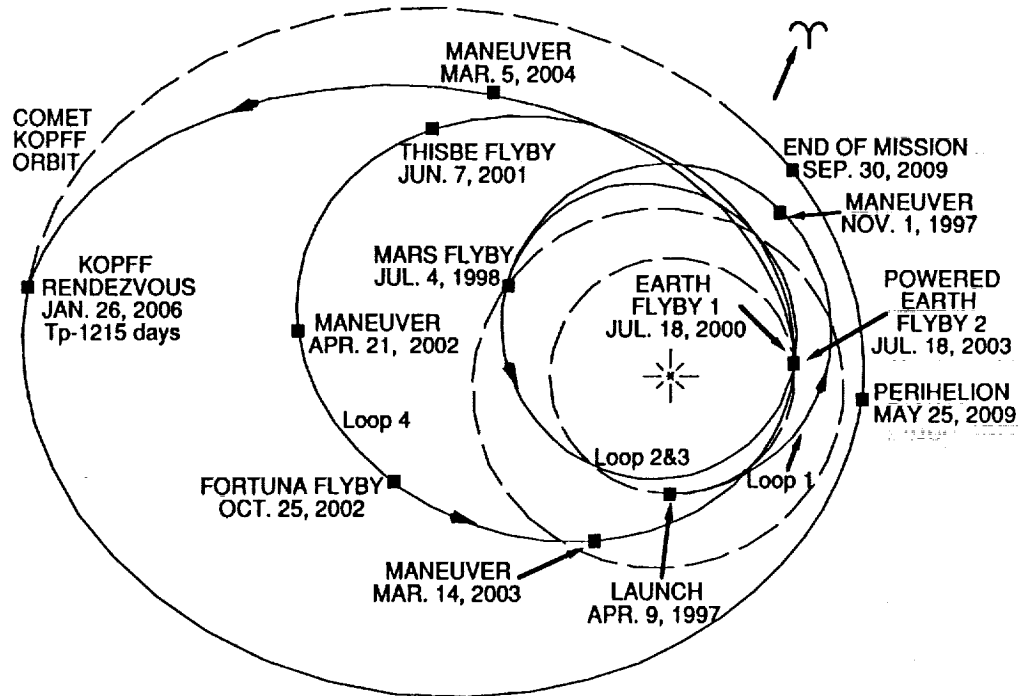 MANEUVER
MAR. 5, 2004
♈
COMET
KOPFF
ORBIT
THISBE FLYBY
JUN. 7, 2001
END OF MISSION
SEP. 30, 2009
MANEUVER
NOV. 1, 1997
MARS FLYBY
JUL. 4, 1998
KOPFF
RENDEZVOUS
JAN. 26, 2006
Tp-1215 days
EARTH
FLYBY 1
JUL. 18, 2000
POWERED
EARTH
FLYBY 2
JUL. 18, 2003
MANEUVER
APR. 21, 2002
PERIHELION
MAY 25, 2009
Loop 4
Loop 2&3
Loop 1
FORTUNA FLYBY
OCT. 25, 2002
MANEUVER
MAR. 14, 2003
LAUNCH
APR. 9, 1997